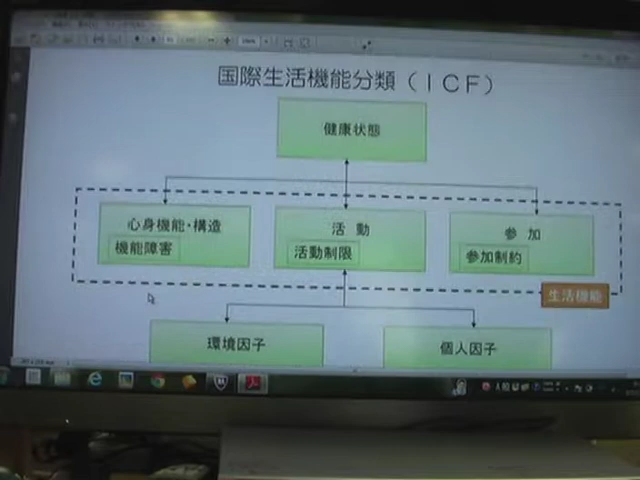 国際生活機能分類（ＩＣＦ）
健康状態
心身機能・構造
機能障害
活　動
活動制限
参　加
参加制約
生活機能
環境因子
個人因子